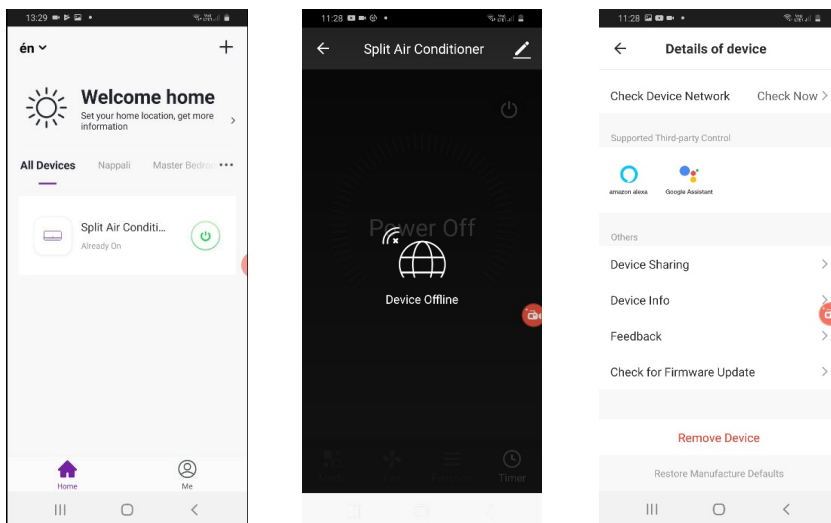 13:29
én
Welcome home
Set your home location, get more
information
All Devices Nappali Master Bedroo
Split Air Conditi...
Already On
Home Me
11:28
Split Air Conditioner
Power Off
Device Offline
Timer
11:28
Details of device
Check Device Network Check Now
Supported Third-party Control
amazon alexa Google Assistant
Others
Device Sharing
Device Info
Feedback
Check for Firmware Update
Remove Device
Restore Manufacture Defaults